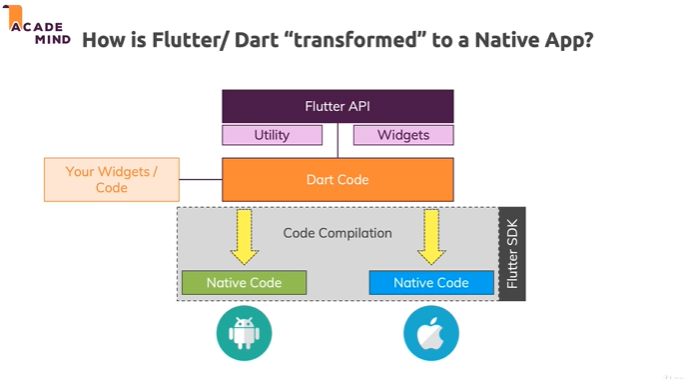 ACADE
MIND
How is Flutter/ Dart “transformed” to a Native App?
Flutter API
Utility
Widgets
Your Widgets /
Code
Dart Code
Code Compilation
Flutter SDK
Native Code
Native Code